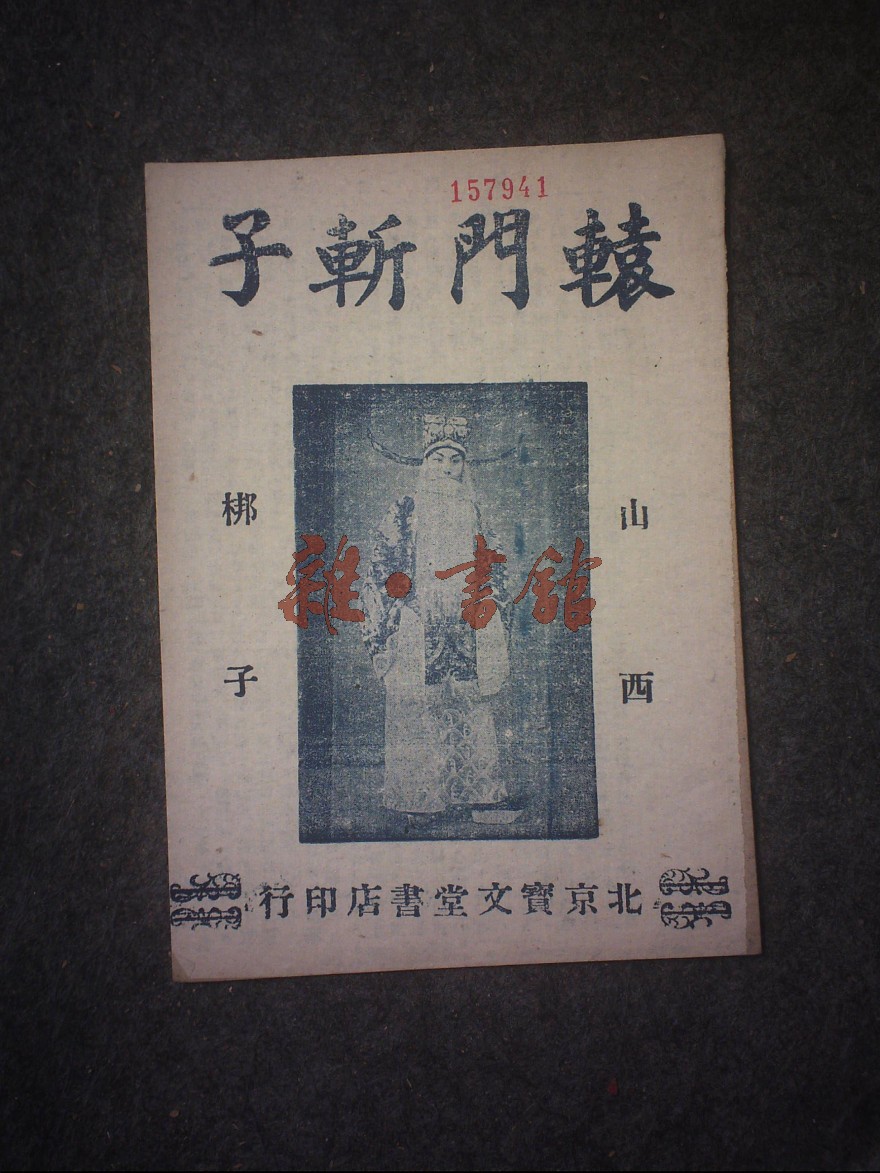 157941
轅門斬子
山西
梆子
雜·書館
北京寶文堂書店印行